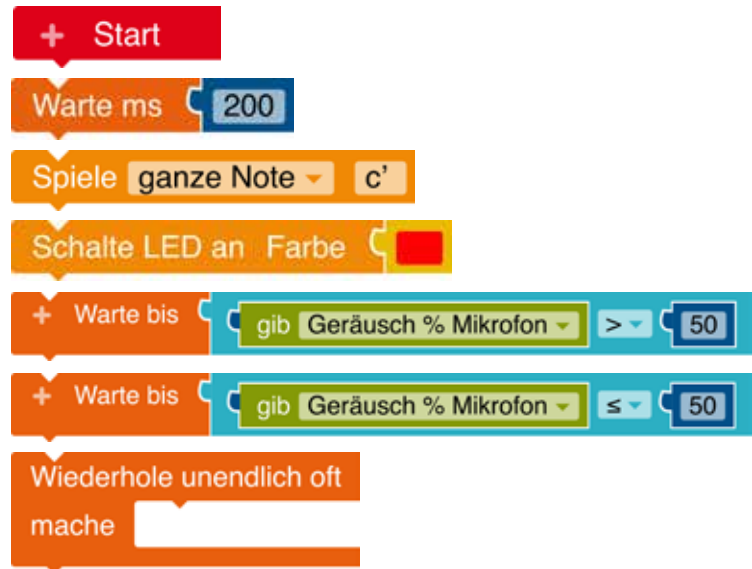 + Start
Warte ms 200
Spiele ganze Note c’
Schalte LED an Farbe
+ Warte bis gib Geräusch % Mikrofon > 50
+ Warte bis gib Geräusch % Mikrofon ≤ 50
Wiederhole unendlich oft
mache